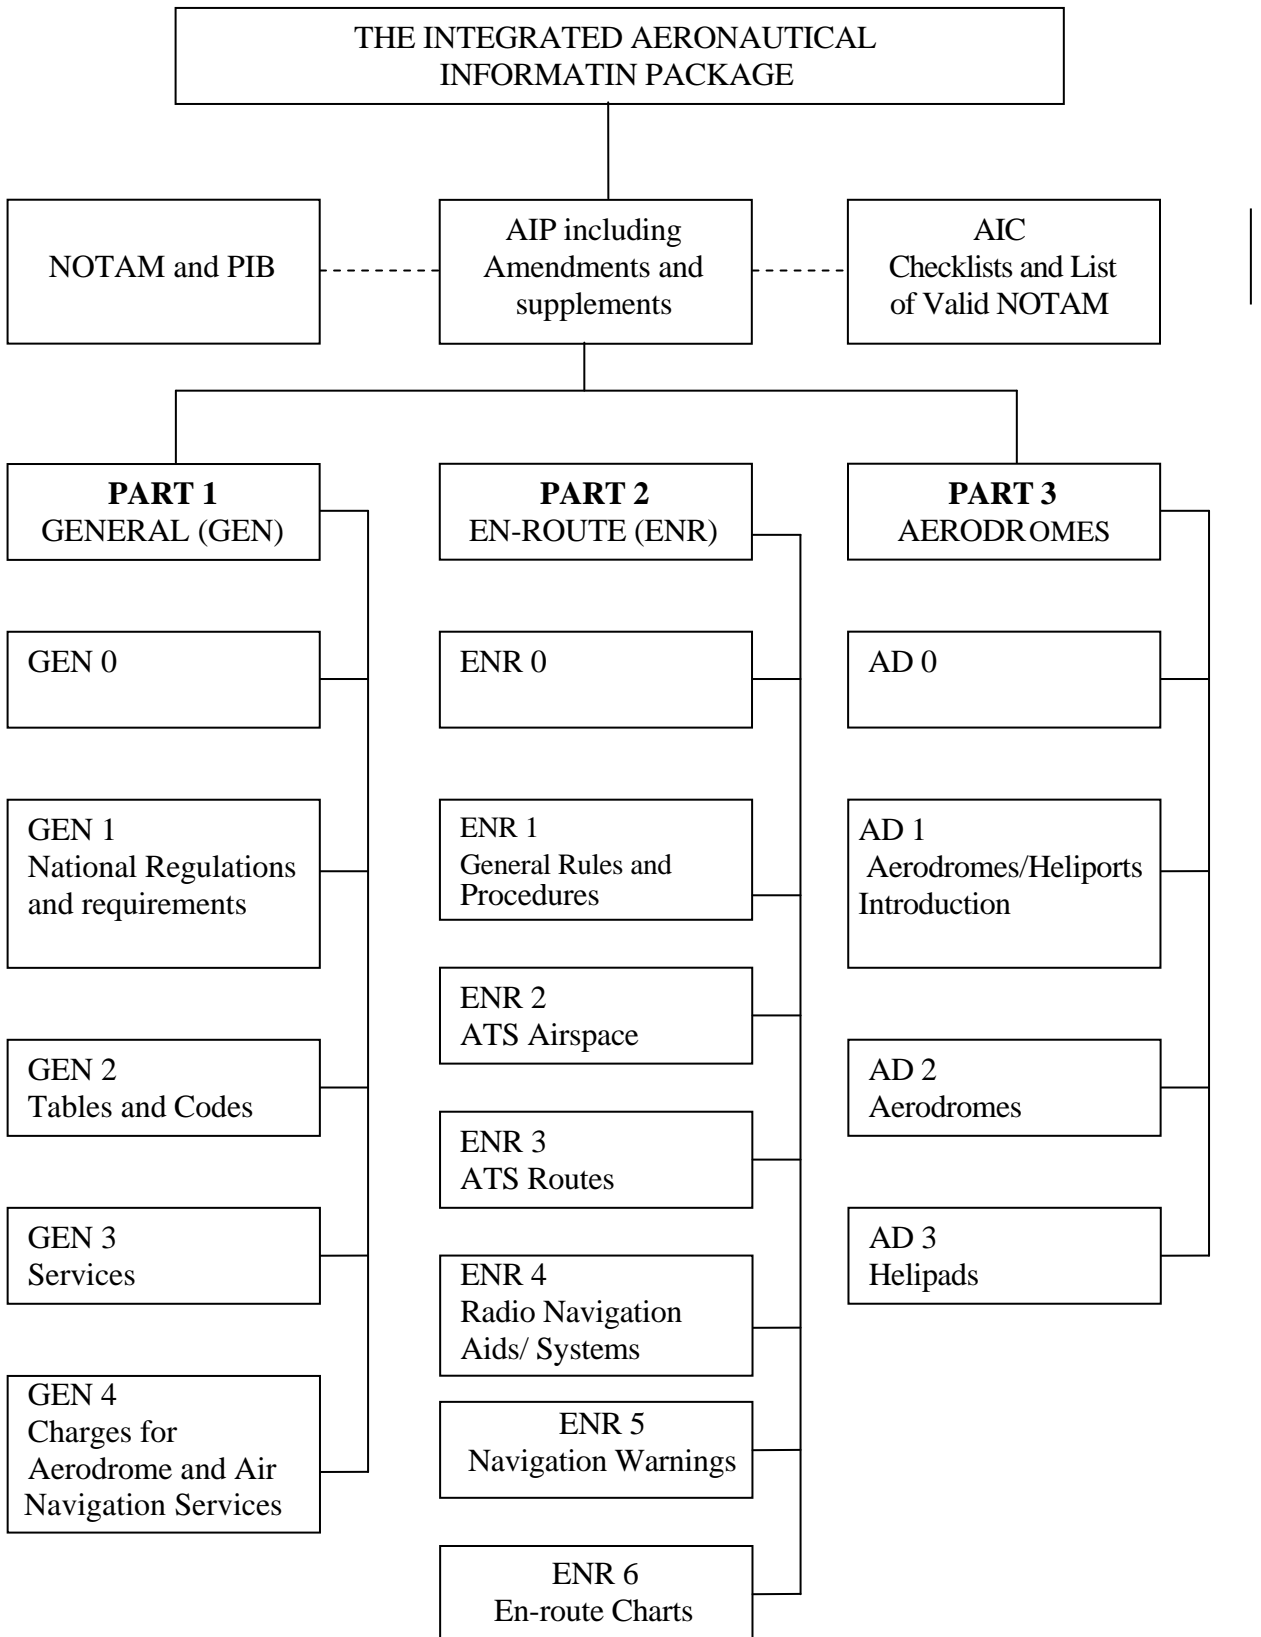 THE INTEGRATED AERONAUTICAL
INFORMATIN PACKAGE
NOTAM and PIB
AIP including
Amendments and
supplements
AIC
Checklists and List
of Valid NOTAM
PART 1
GENERAL (GEN)
PART 2
EN-ROUTE (ENR)
PART 3
AERODROMES
GEN 0
GEN 1
National Regulations
and requirements
GEN 2
Tables and Codes
GEN 3
Services
GEN 4
Charges for
Aerodrome and Air
Navigation Services
ENR 0
ENR 1
General Rules and
Procedures
ENR 2
ATS Airspace
ENR 3
ATS Routes
ENR 4
Radio Navigation
Aids/ Systems
ENR 5
Navigation Warnings
ENR 6
En-route Charts
AD 0
AD 1
Aerodromes/Heliports
Introduction
AD 2
Aerodromes
AD 3
Helipads